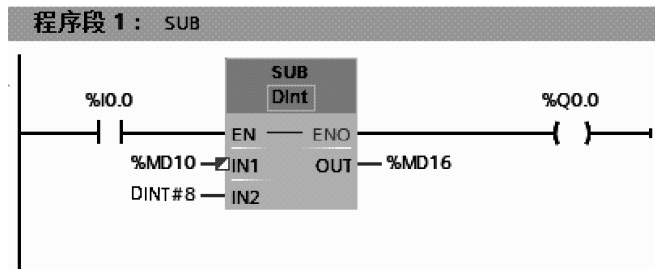 程序段 1： SUB
SUB
%I0.0 DInt %Q0.0
EN ENO
%MD10 IN1 OUT %MD16
DINT#8 IN2